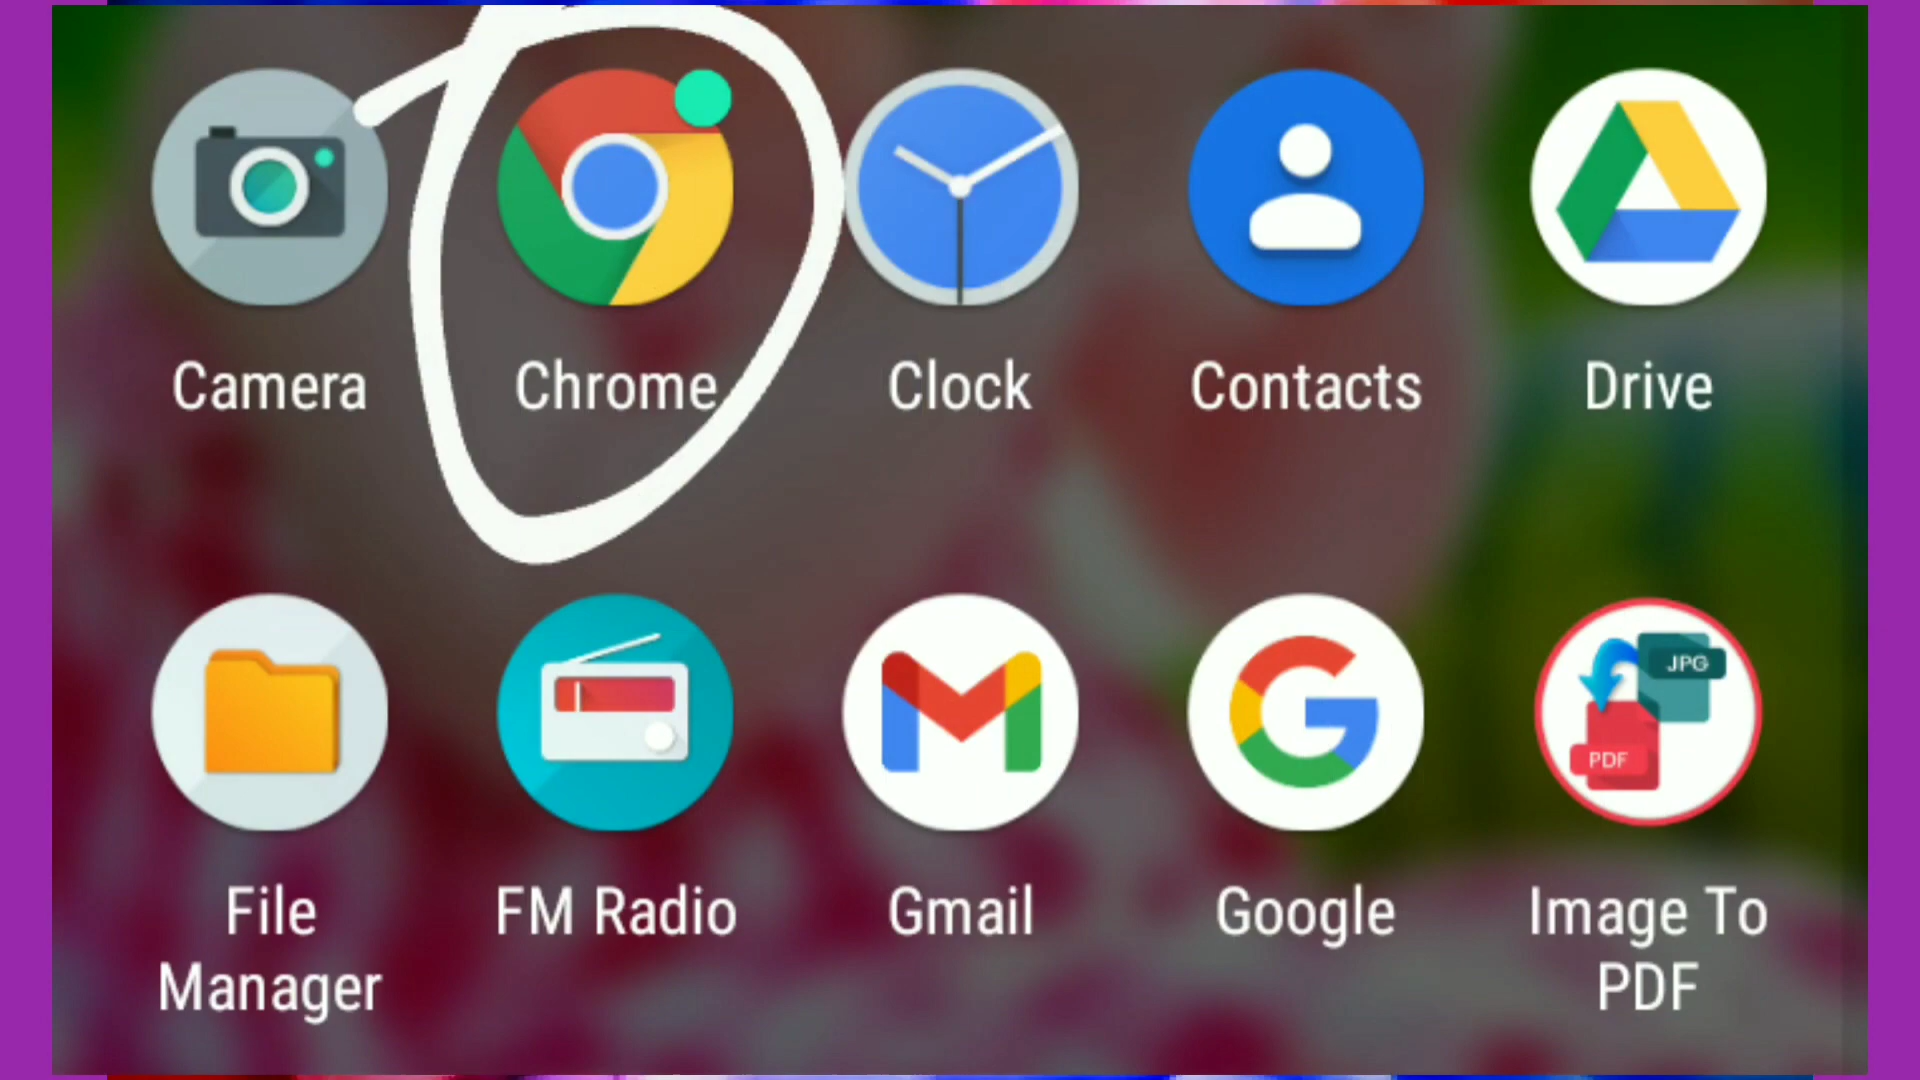 Camera
Chrome
Clock
Contacts
Drive
JPG
PDF
File
Manager
FM Radio
Gmail
Google
Image To
PDF